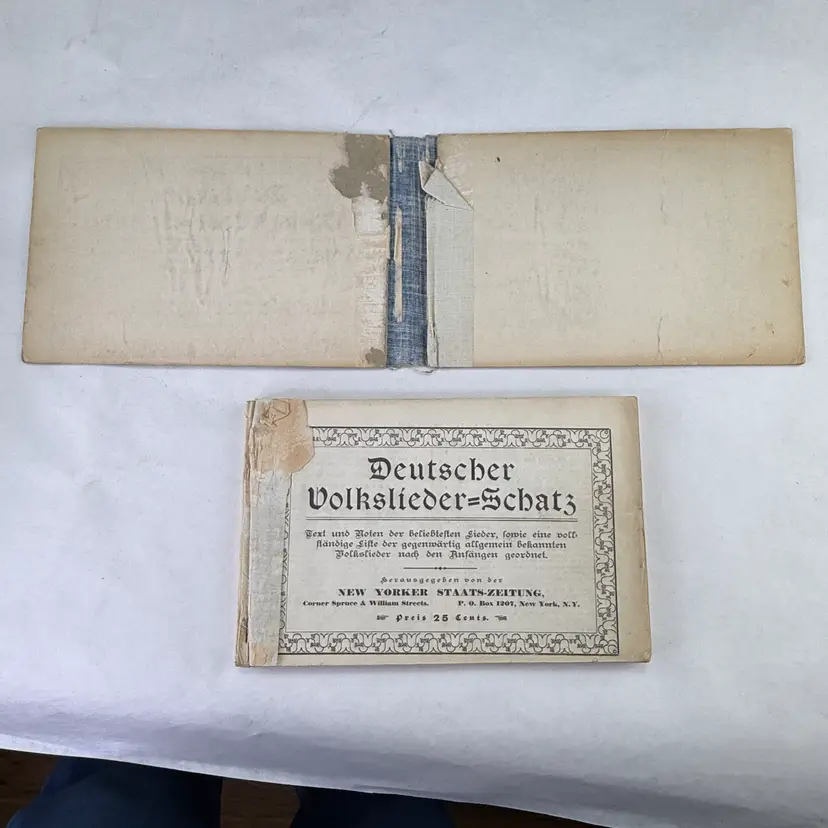 Deutscher
Volkslieder=Schatz
Text und Noten der beliebtesten Lieder, sowie eine voll-
ständige Liste der gegenwärtig allgemein bekannten
Volkslieder nach den Anfängen geordnet.
Herausgegeben von der
NEW YORKER STAATS-ZEITUNG,
Corner Spruce & William Streets. P. O. Box 1207, New York, N.Y.
Preis 25 Cents.